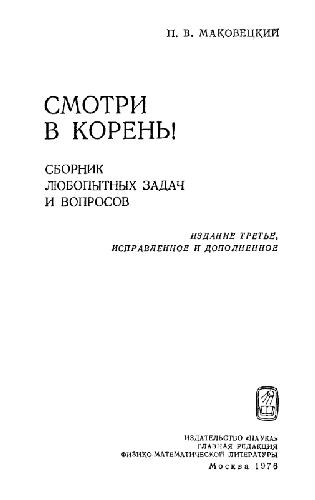 П. В. МАКОВЕЦКИЙ
СМОТРИ
В КОРЕНЬ!
СБОРНИК
ЛЮБОПЫТНЫХ ЗАДАЧ
И ВОПРОСОВ
ИЗДАНИЕ ТРЕТЬЕ,
ИСПРАВЛЕННОЕ И ДОПОЛНЕННОЕ
ИЗДАТЕЛЬСТВО «НАУКА»
ГЛАВНАЯ РЕДАКЦИЯ
ФИЗИКО-МАТЕМАТИЧЕСКОЙ ЛИТЕРАТУРЫ
Москва 1976